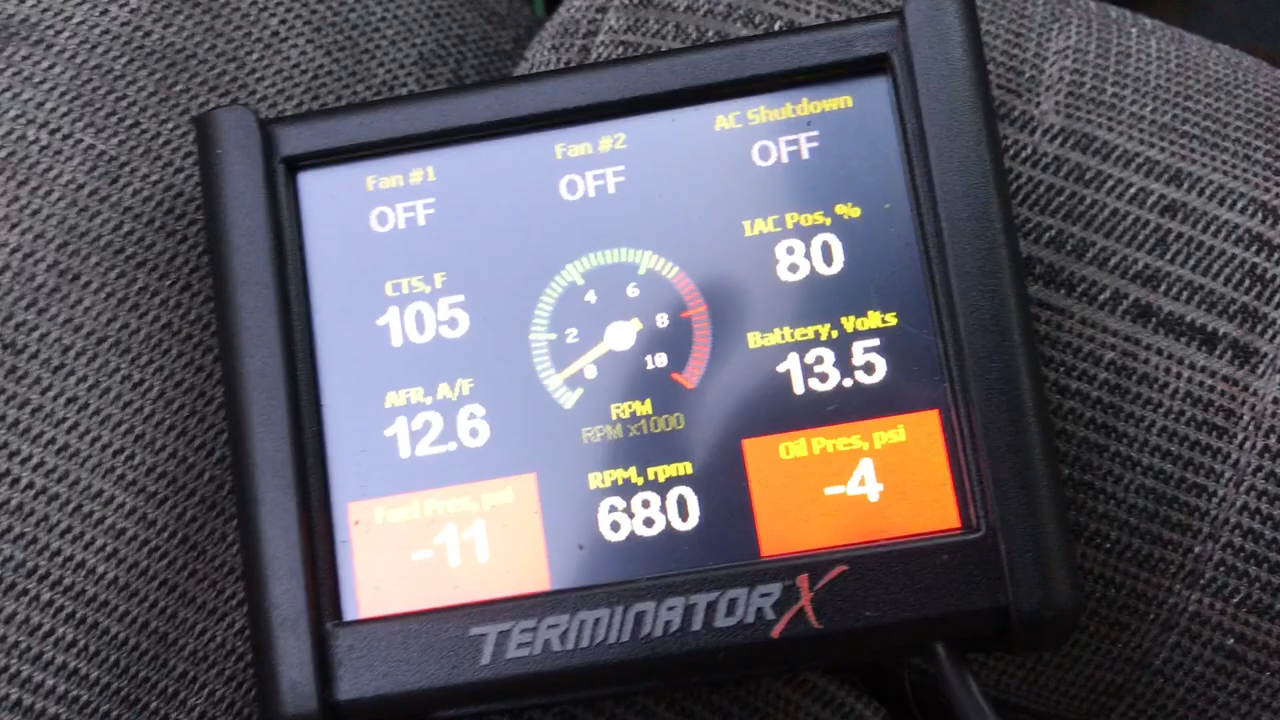 Fan #1
OFF
Fan #2
OFF
AC Shutdown
OFF
CTS, F
105
IAC Pos, %
80
0
2
4
6
8
10
RPM
RPM x1000
AFR, A/F
12.6
Battery, Volts
13.5
Fuel Pres, psi
-11
RPM, rpm
680
Oil Pres, psi
-4
TERMINATOR X